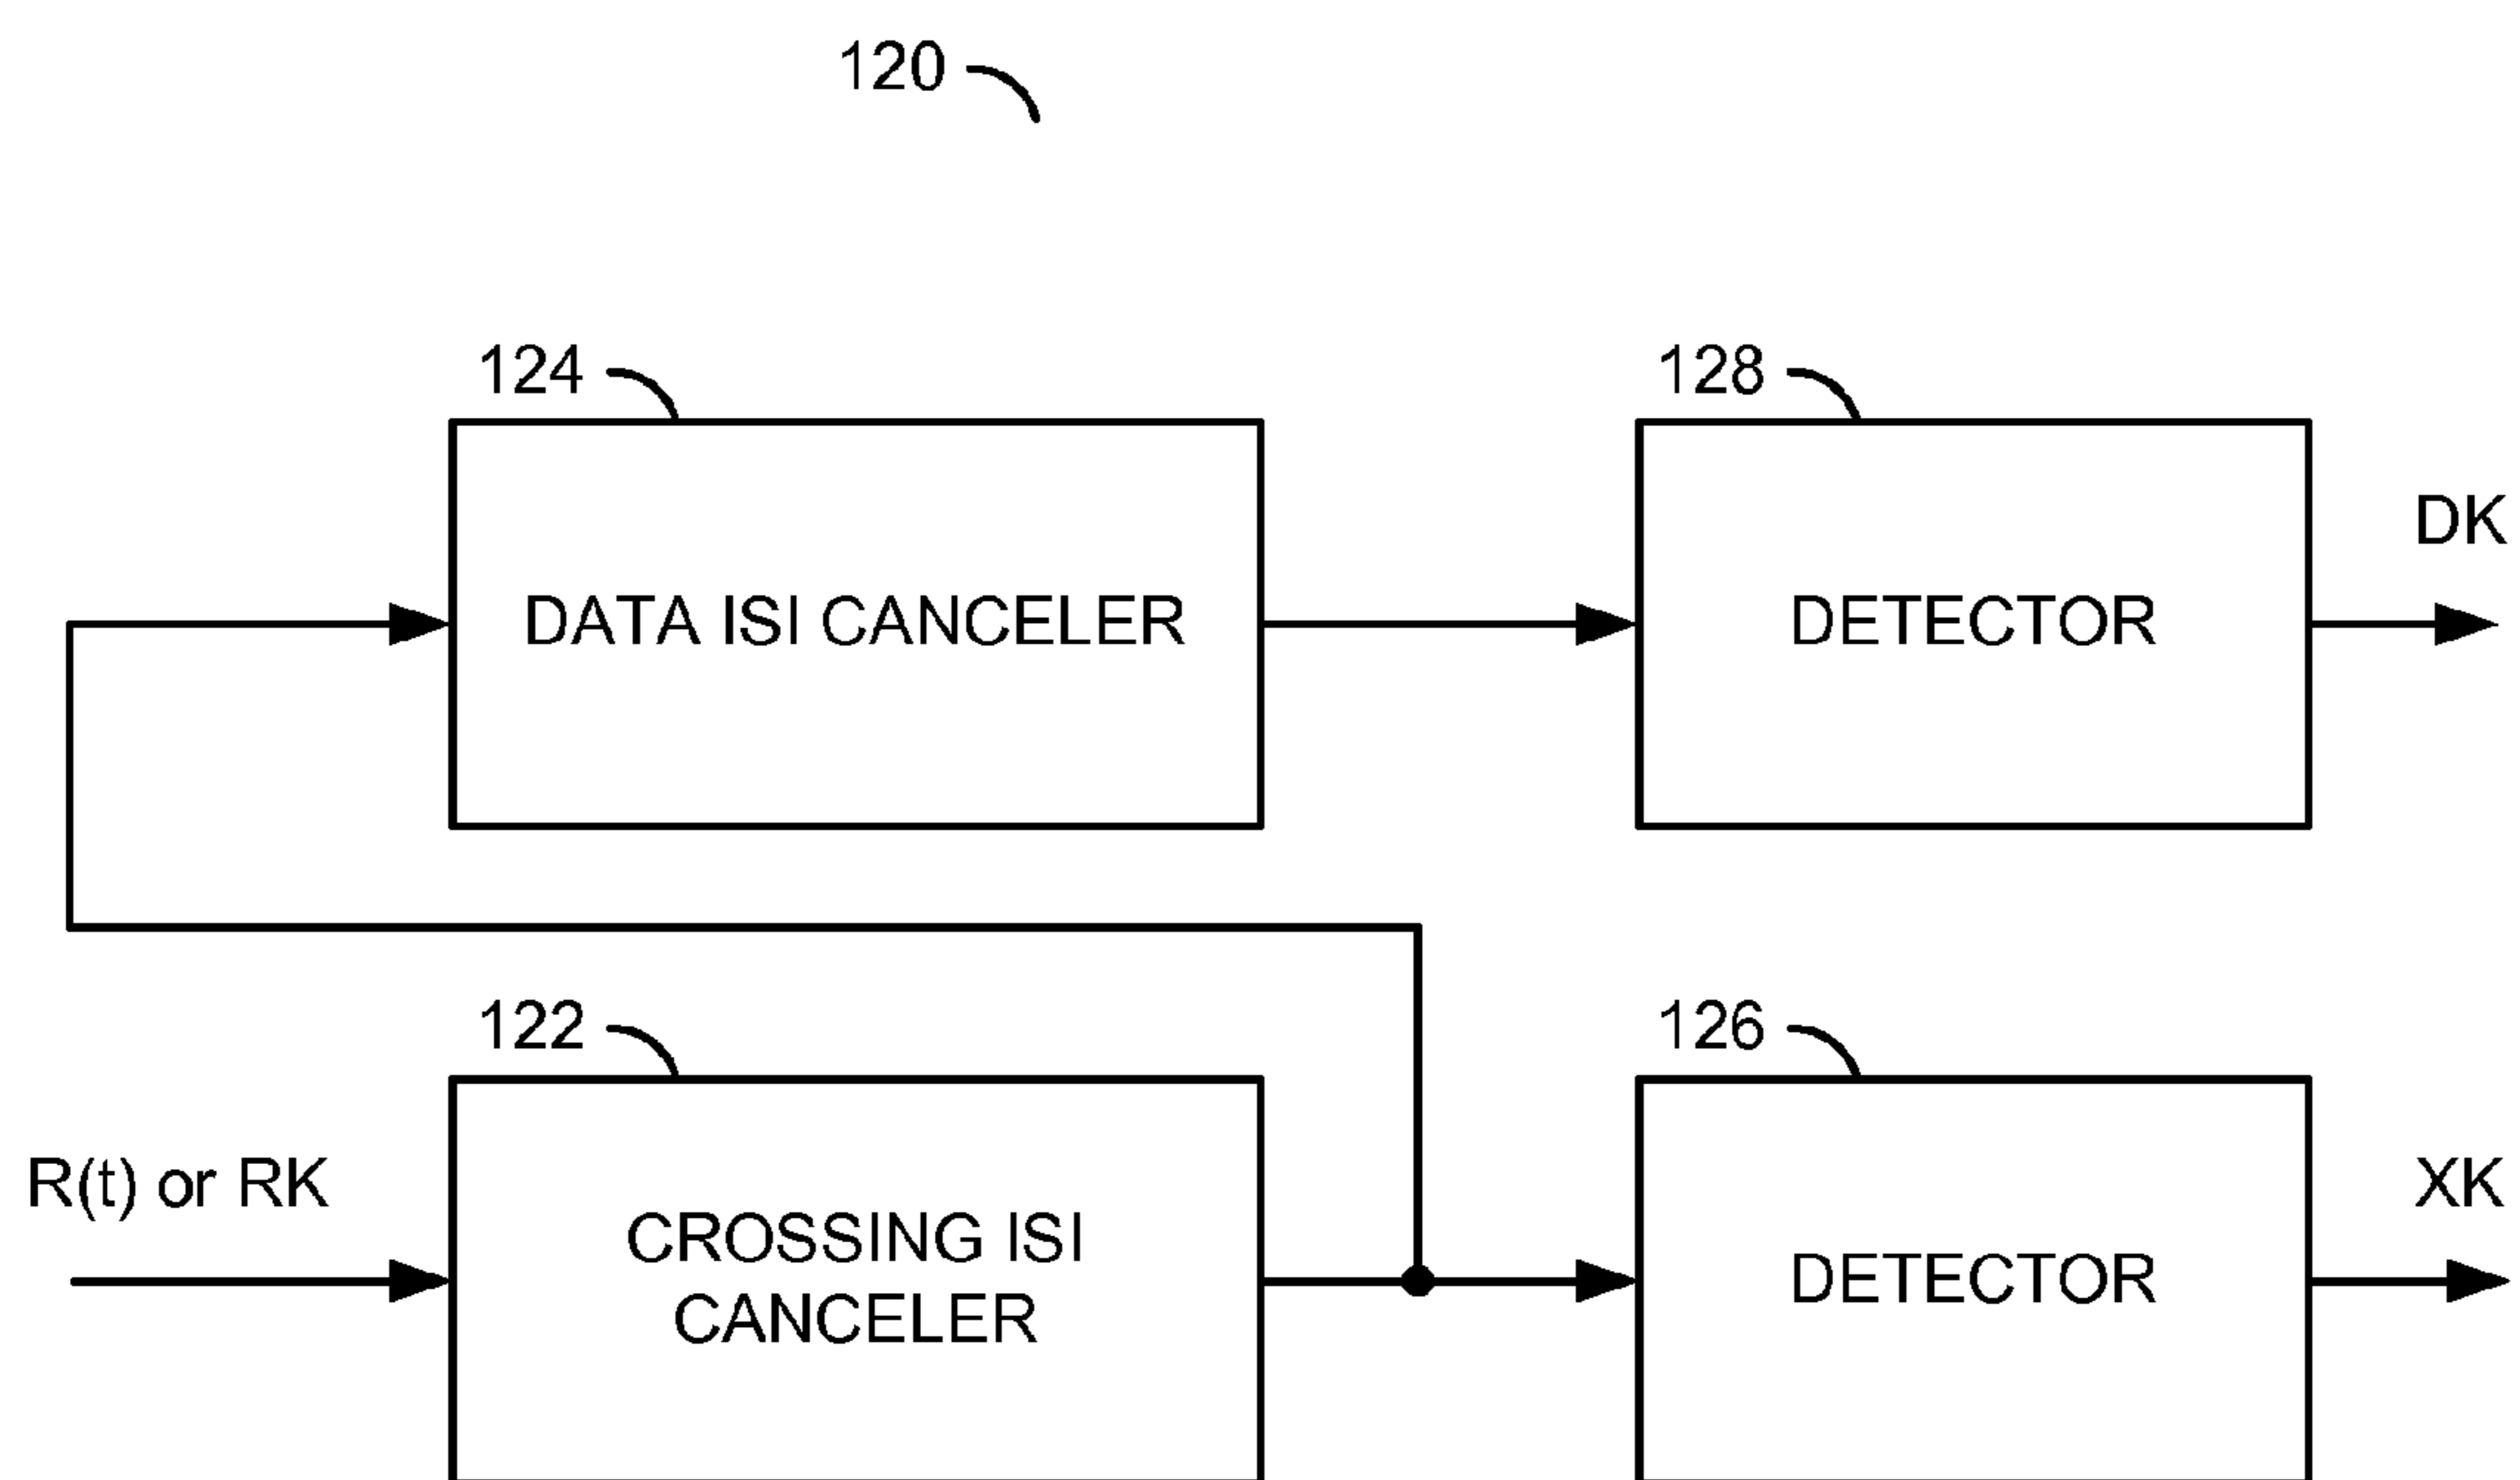 120
124
128
DATA ISI CANCELER
DETECTOR
DK
122
126
R(t) or RK
CROSSING ISI
CANCELER
DETECTOR
XK